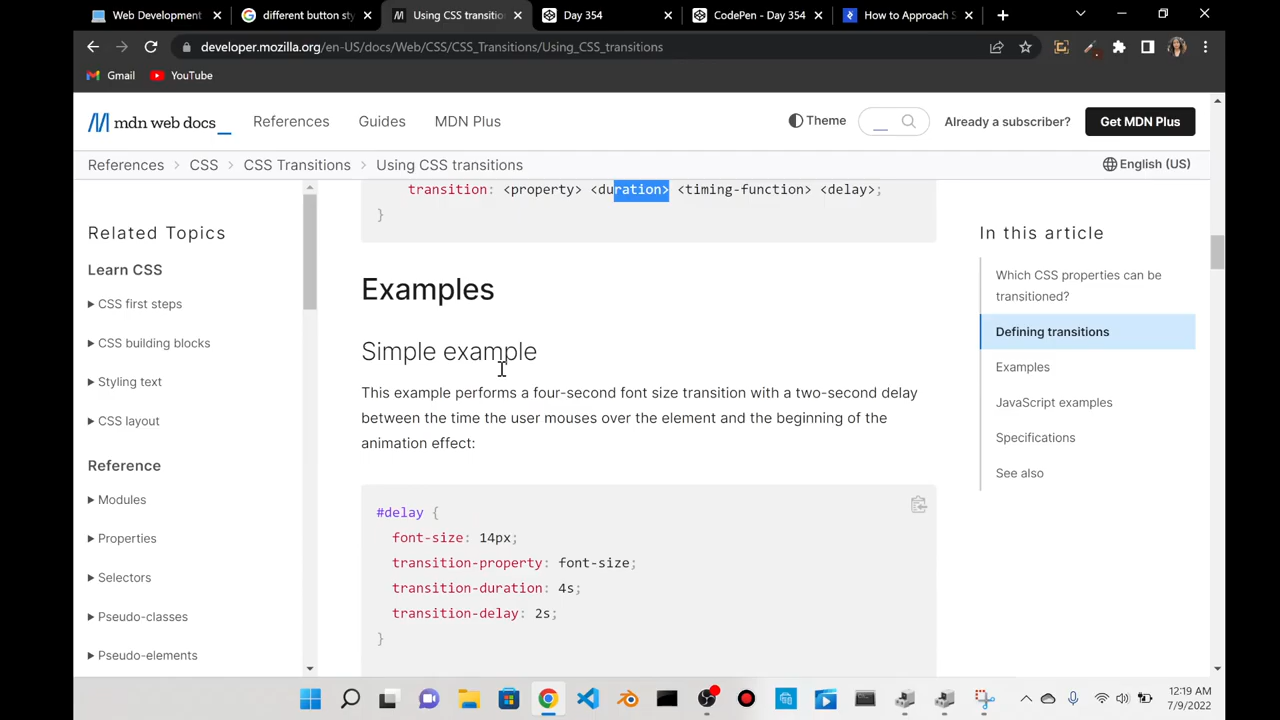 Web Development
different button sty
Using CSS transitio
Day 354
CodePen - Day 354
How to Approach S
developer.mozilla.org/en-US/docs/Web/CSS/CSS_Transitions/Using_CSS_transitions
Gmail
YouTube
mdn web docs_
References
Guides
MDN Plus
Theme
Already a subscriber?
Get MDN Plus
References > CSS > CSS Transitions > Using CSS transitions
English (US)
Related Topics
Learn CSS
CSS first steps
CSS building blocks
Styling text
CSS layout
Reference
Modules
Properties
Selectors
Pseudo-classes
Pseudo-elements
transition: <property> <duration> <timing-function> <delay>;
}
Examples
Simple example
This example performs a four-second font size transition with a two-second delay
between the time the user mouses over the element and the beginning of the
animation effect:
#delay {
font-size: 14px;
transition-property: font-size;
transition-duration: 4s;
transition-delay: 2s;
}
In this article
Which CSS properties can be
transitioned?
Defining transitions
Examples
JavaScript examples
Specifications
See also
12:19 AM
7/9/2022